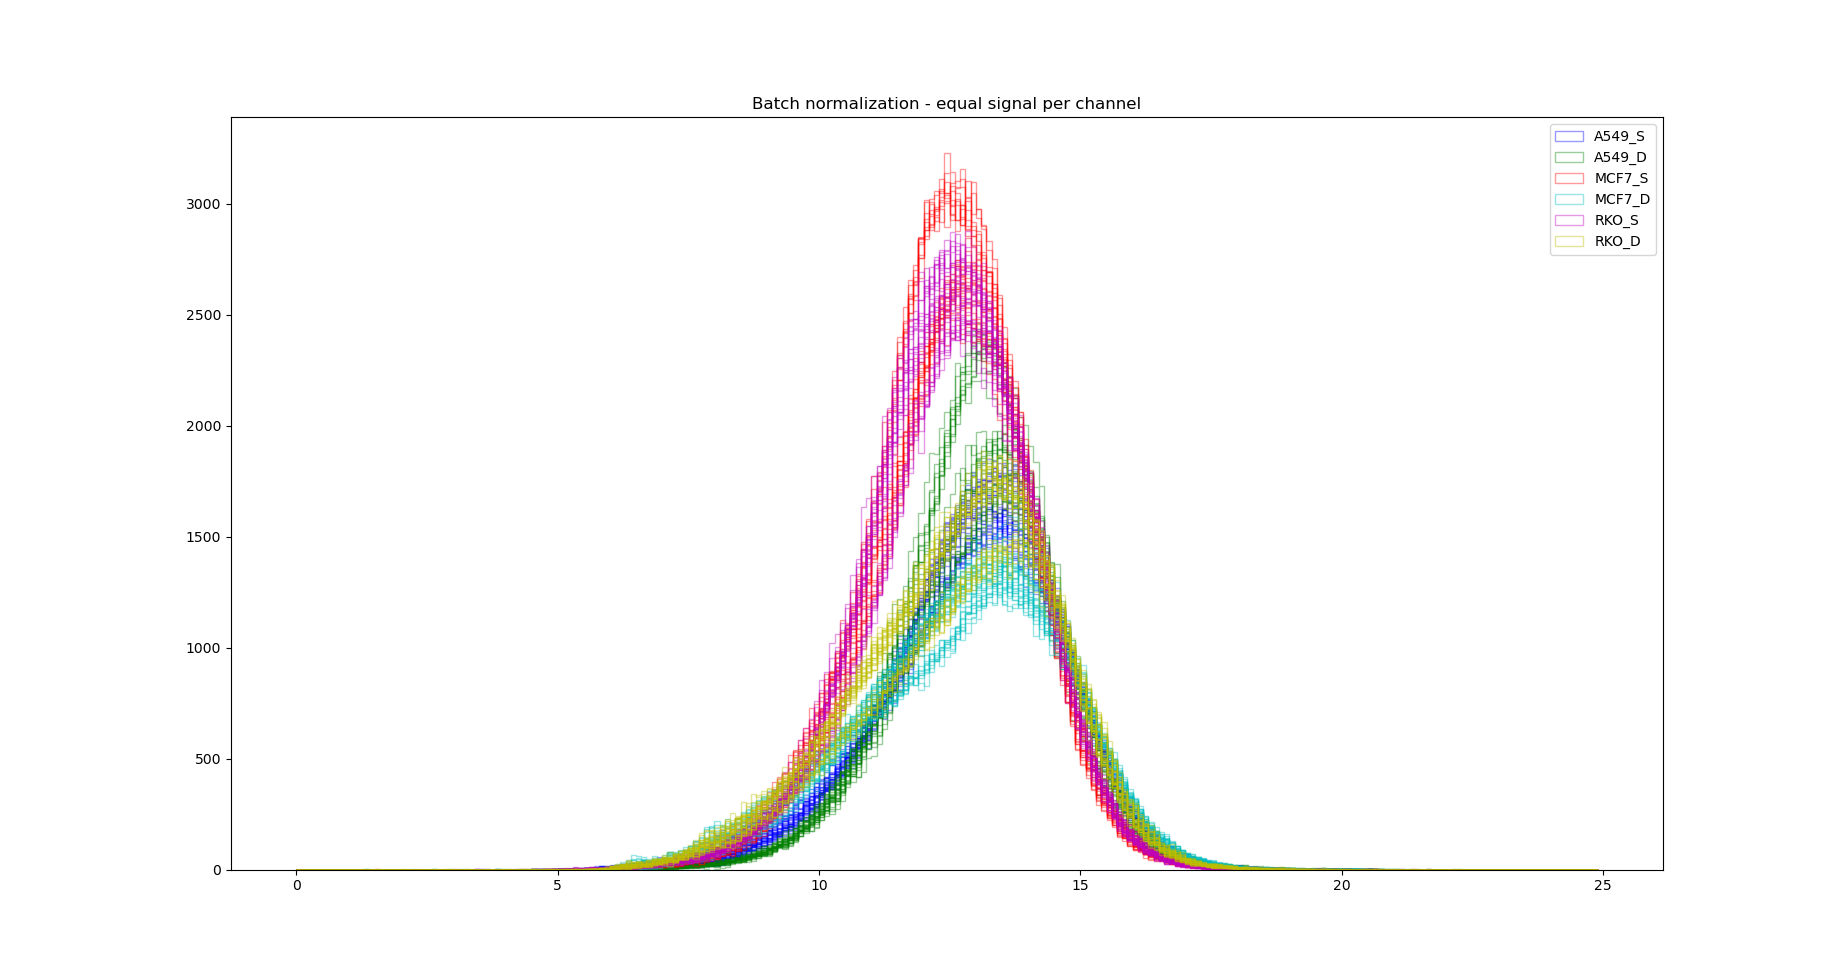 Batch normalization - equal signal per channel
A549_S
A549_D
MCF7_S
MCF7_D
RKO_S
RKO_D
3000
2500
2000
1500
1000
500
0
0 5 10 15 20 25